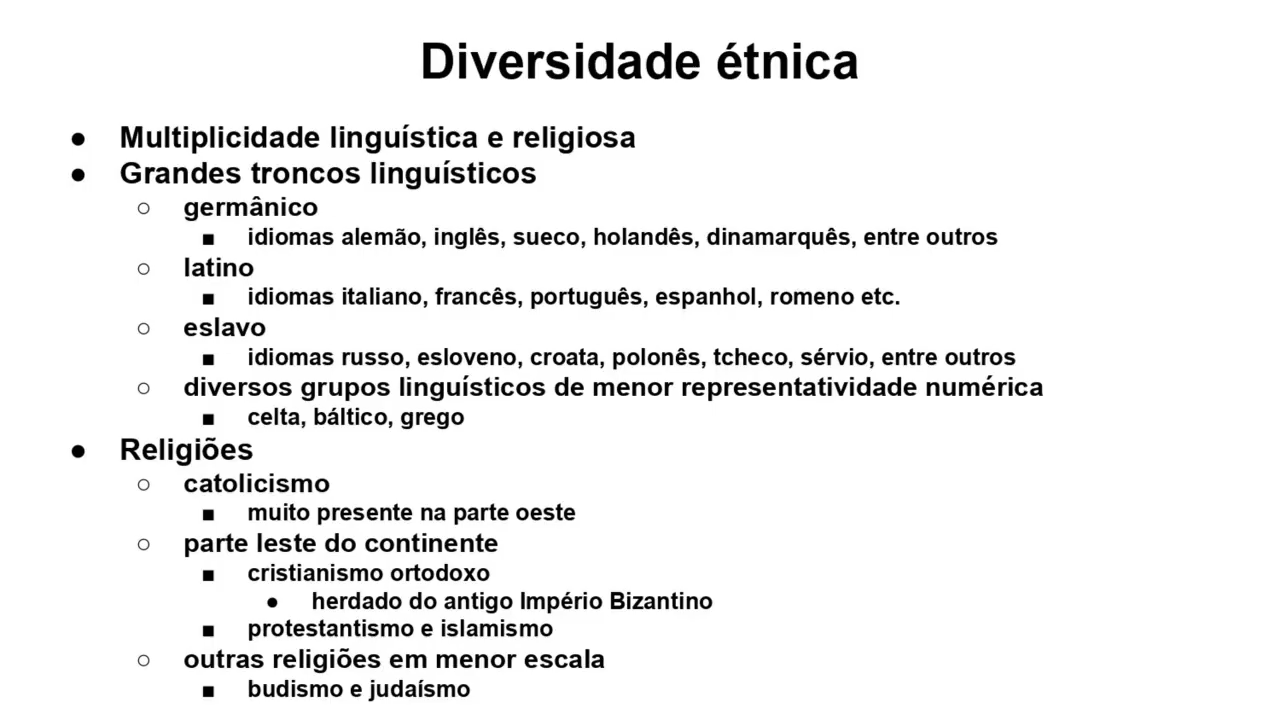 Diversidade étnica
● Multiplicidade linguística e religiosa
● Grandes troncos linguísticos
○ germânico
■ idiomas alemão, inglês, sueco, holandês, dinamarquês, entre outros
○ latino
■ idiomas italiano, francês, português, espanhol, romeno etc.
○ eslavo
■ idiomas russo, esloveno, croata, polonês, tcheco, sérvio, entre outros
○ diversos grupos linguísticos de menor representatividade numérica
■ celta, báltico, grego
● Religiões
○ catolicismo
■ muito presente na parte oeste
○ parte leste do continente
■ cristianismo ortodoxo
● herdado do antigo Império Bizantino
■ protestantismo e islamismo
○ outras religiões em menor escala
■ budismo e judaísmo